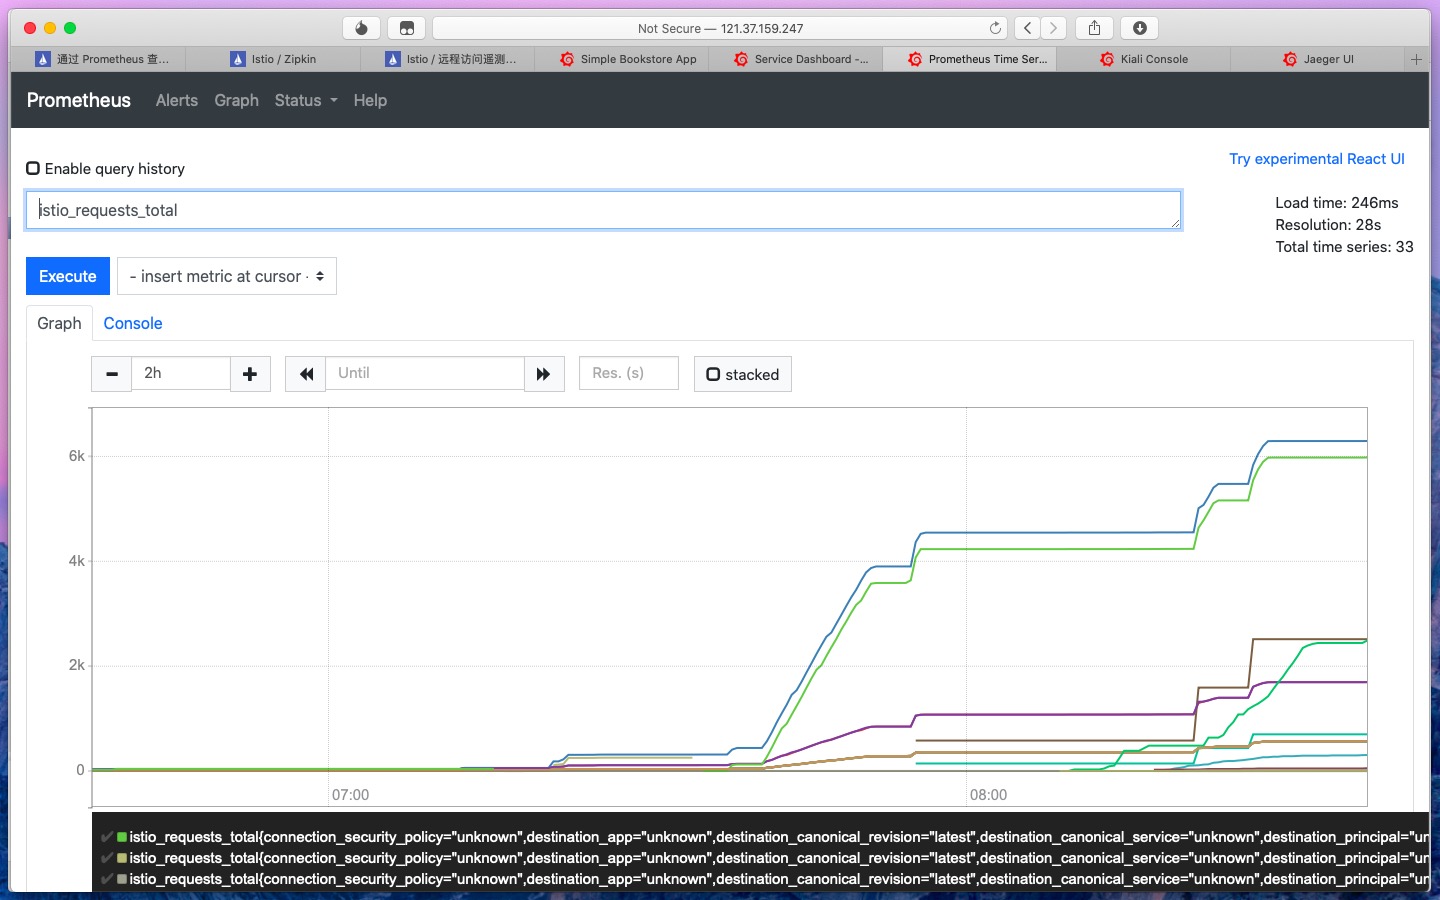 Not Secure — 121.37.159.247
通过 Prometheus 查...
Istio / Zipkin
Istio / 远程访问遥测...
Simple Bookstore App
Service Dashboard -...
Prometheus Time Ser...
Kiali Console
Jaeger UI
Prometheus Alerts Graph Status Help
Try experimental React UI
Enable query history
istio_requests_total
Load time: 246ms
Resolution: 28s
Total time series: 33
Execute - insert metric at cursor -
Graph Console
2h Until Res. (s) stacked
6k
4k
2k
0
07:00 08:00
istio_requests_total{connection_security_policy="unknown",destination_app="unknown",destination_canonical_revision="latest",destination_canonical_service="unknown",destination_principal="un
istio_requests_total{connection_security_policy="unknown",destination_app="unknown",destination_canonical_revision="latest",destination_canonical_service="unknown",destination_principal="un
istio_requests_total{connection_security_policy="unknown",destination_app="unknown",destination_canonical_revision="latest",destination_canonical_service="unknown",destination_principal="un